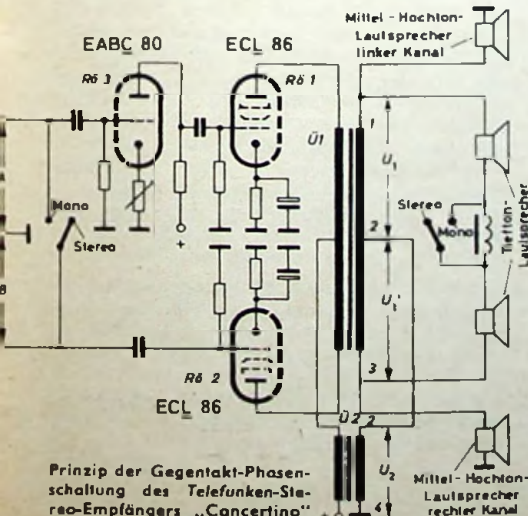 Mittel-Hochton-
Lautsprecher
linker Kanal
EABC 80
ECL 86
Rö 3
Rö 1
Ü1
1
U₁
Mono
Stereo
+
Stereo
Mono
Tiefton-
Lautsprecher
2
U₁'
8
Rö 2
3
ECL 86
Ü2
2
U₂
4
Prinzip der Gegentakt-Phasen-
schaltung des Telefunken-Ste-
reo-Empfängers „Concertino"
Mittel-Hochton-
Lautsprecher
rechter Kanal